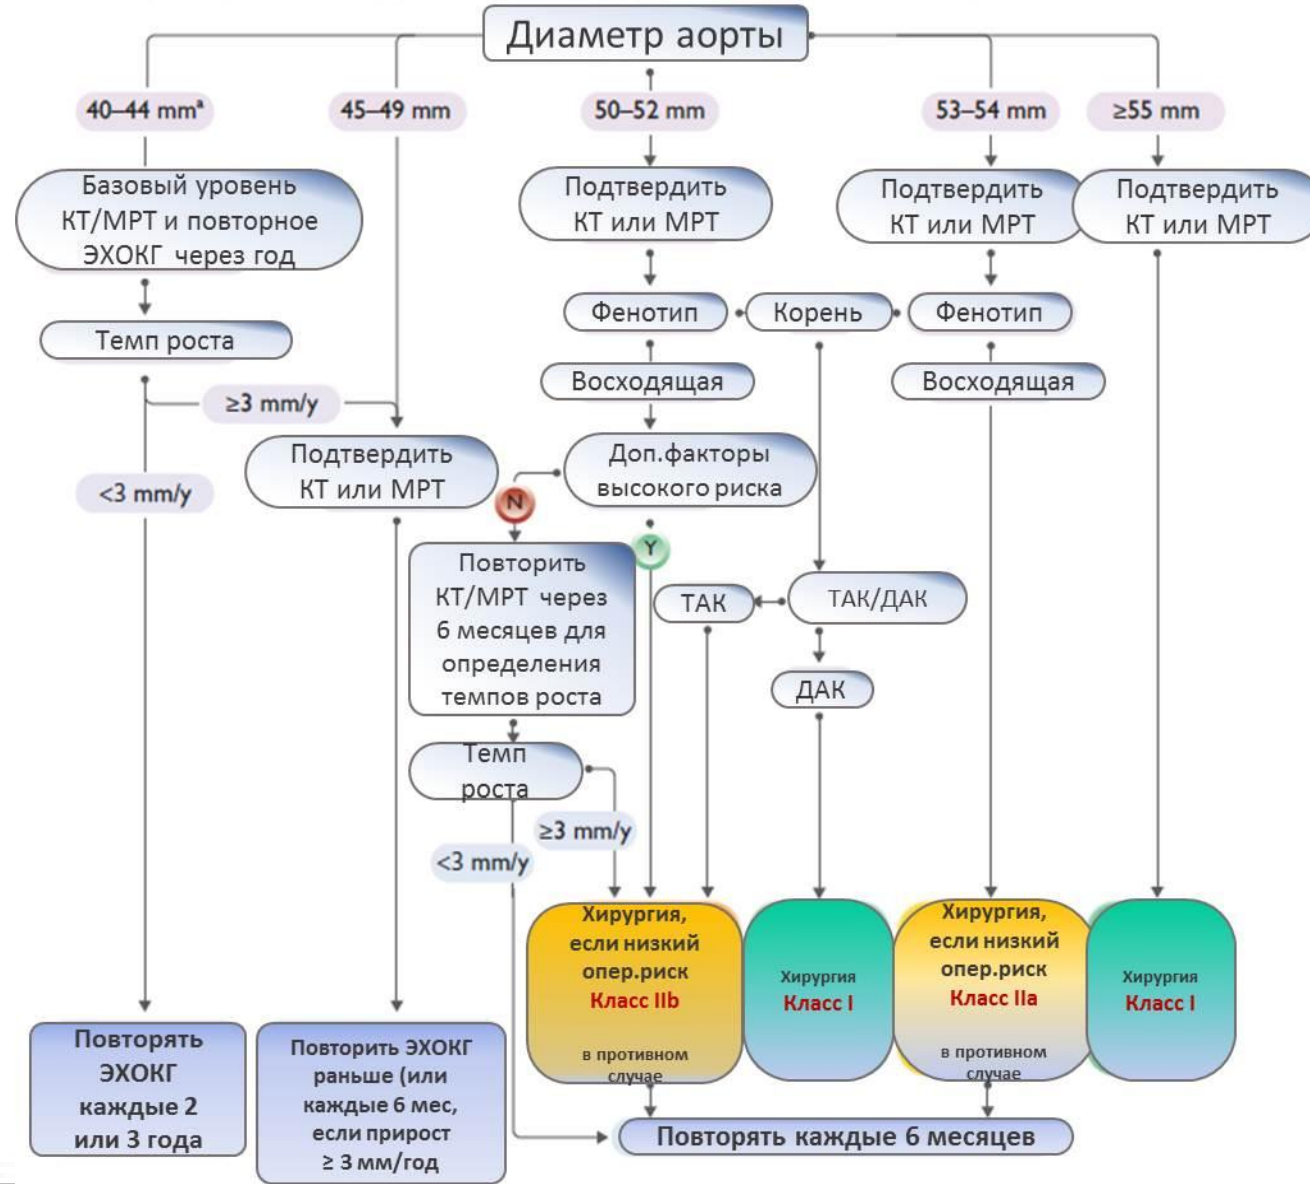 Диаметр аорты
40–44 mmª
45–49 mm
50–52 mm
53–54 mm
≥55 mm
Базовый уровень
КТ/МРТ и повторное
ЭХОКГ через год
Подтвердить
КТ или МРТ
Подтвердить
КТ или МРТ
Подтвердить
КТ или МРТ
Темп роста
Фенотип
Корень
Фенотип
Восходящая
Восходящая
≥3 mm/y
<3 mm/y
Подтвердить
КТ или МРТ
Доп.факторы
высокого риска
N
Y
Повторить
КТ/МРТ через
6 месяцев для
определения
темпов роста
ТАК
ТАК/ДАК
ДАК
Темп
роста
≥3 mm/y
<3 mm/y
Хирургия,
если низкий
опер.риск
Класс IIb
в противном
случае
Хирургия
Класс I
Хирургия,
если низкий
опер.риск
Класс IIa
в противном
случае
Хирургия
Класс I
Повторять
ЭХОКГ
каждые 2
или 3 года
Повторить ЭХОКГ
раньше (или
каждые 6 мес,
если прирост
≥ 3 мм/год
Повторять каждые 6 месяцев